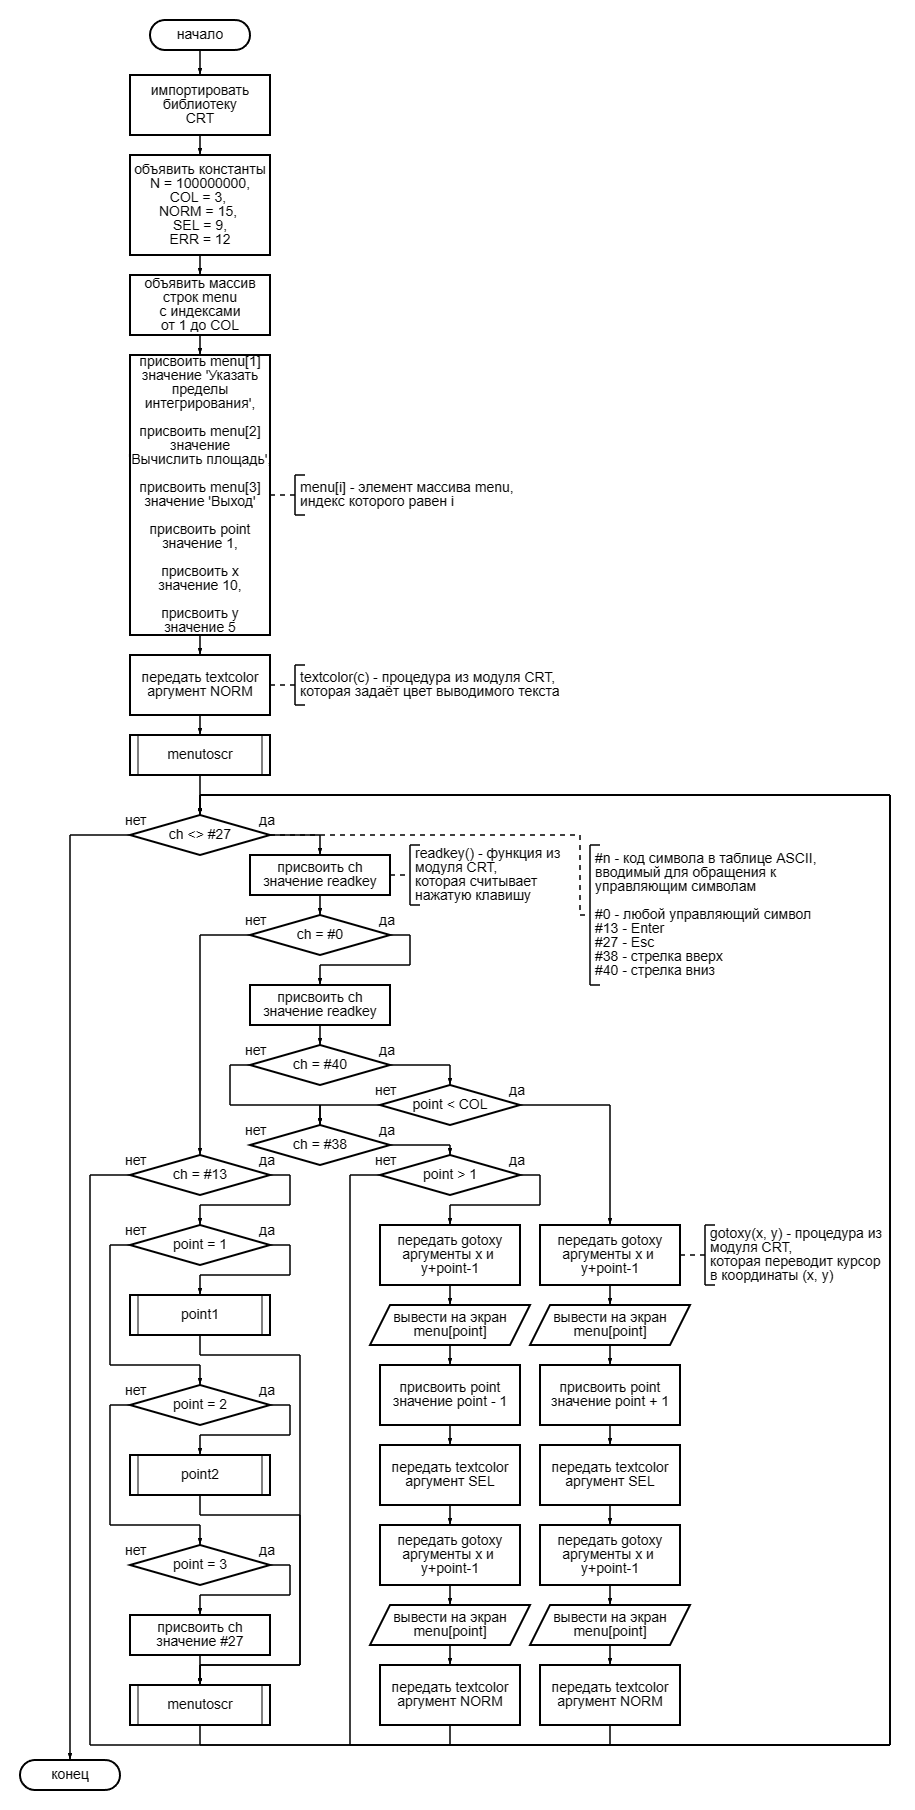 начало
импортировать
библиотеку
CRT
объявить константы
N = 100000000,
COL = 3,
NORM = 15,
SEL = 9,
ERR = 12
объявить массив
строк menu
с индексами
от 1 до COL
присвоить menu[1]
значение 'Указать
пределы
интегрирования',
присвоить menu[2]
значение
'Вычислить площадь',
присвоить menu[3]
значение 'Выход'
присвоить point
значение 1,
присвоить x
значение 10,
присвоить y
значение 5
menu[i] - элемент массива menu,
индекс которого равен i
передать textcolor
аргумент NORM
textcolor(c) - процедура из модуля CRT,
которая задаёт цвет выводимого текста
menutoscr
нет
ch <> #27
да
присвоить ch
значение readkey
readkey() - функция из
модуля CRT,
которая считывает
нажатую клавишу
#n - код символа в таблице ASCII,
вводимый для обращения к
управляющим символам
#0 - любой управляющий символ
#13 - Enter
#27 - Esc
#38 - стрелка вверх
#40 - стрелка вниз
нет
ch = #0
да
присвоить ch
значение readkey
нет
ch = #40
да
нет
point < COL
да
нет
ch = #38
да
нет
point > 1
да
нет
ch = #13
да
нет
point = 1
да
point1
нет
point = 2
да
point2
нет
point = 3
да
присвоить ch
значение #27
menutoscr
передать gotoxy
аргументы x и
y+point-1
вывести на экран
menu[point]
присвоить point
значение point - 1
передать textcolor
аргумент SEL
передать gotoxy
аргументы x и
y+point-1
вывести на экран
menu[point]
передать textcolor
аргумент NORM
передать gotoxy
аргументы x и
y+point-1
gotoxy(x, y) - процедура из
модуля CRT,
которая переводит курсор
в координаты (x, y)
вывести на экран
menu[point]
присвоить point
значение point + 1
передать textcolor
аргумент SEL
передать gotoxy
аргументы x и
y+point-1
вывести на экран
menu[point]
передать textcolor
аргумент NORM
конец